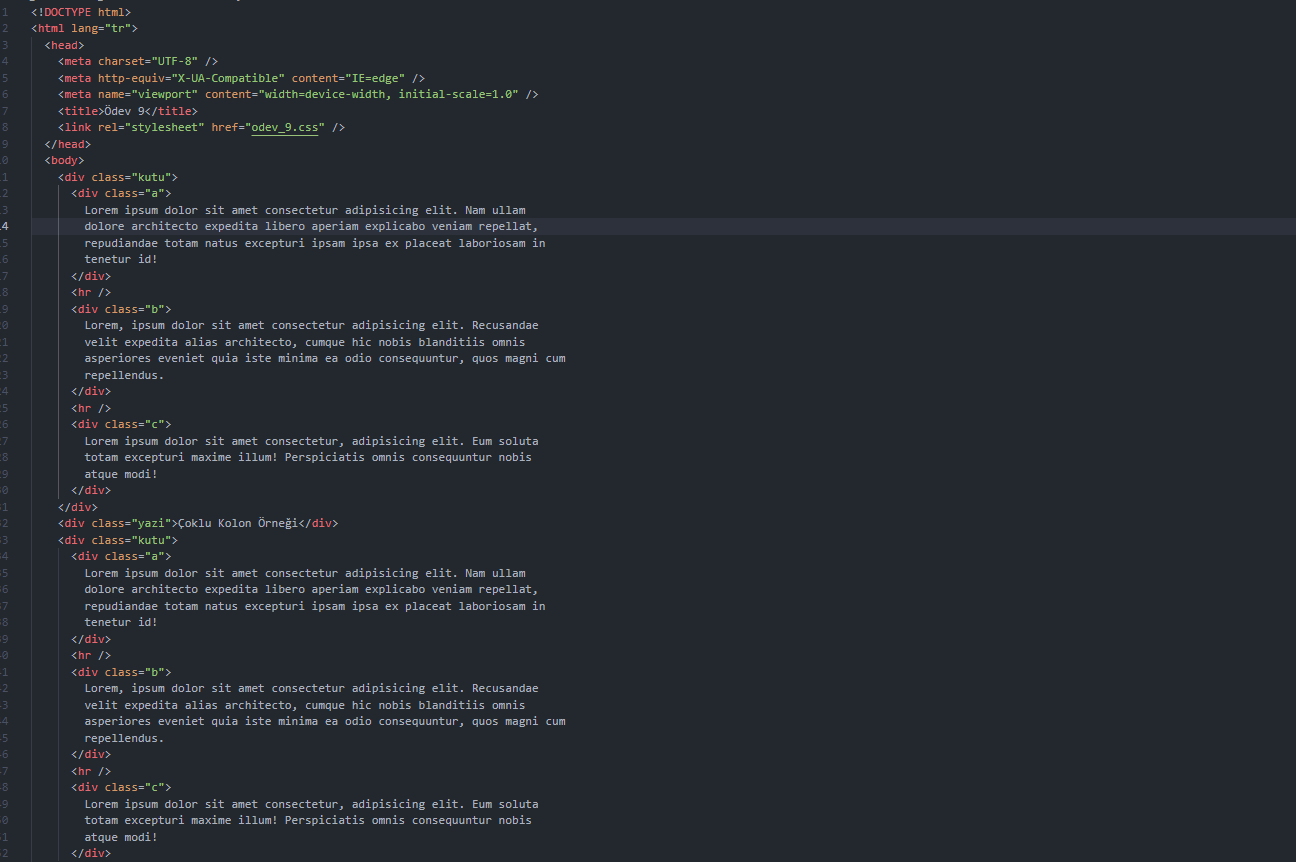 1 <!DOCTYPE html>
2 <html lang="tr">
3 <head>
4 <meta charset="UTF-8" />
5 <meta http-equiv="X-UA-Compatible" content="IE=edge" />
6 <meta name="viewport" content="width=device-width, initial-scale=1.0" />
7 <title>Ödev 9</title>
8 <link rel="stylesheet" href="odev_9.css" />
9 </head>
0 <body>
1 <div class="kutu">
2 <div class="a">
3 Lorem ipsum dolor sit amet consectetur adipisicing elit. Nam ullam
4 dolore architecto expedita libero aperiam explicabo veniam repellat,
5 repudiandae totam natus excepturi ipsam ipsa ex placeat laboriosam in
6 tenetur id!
7 </div>
8 <hr />
9 <div class="b">
0 Lorem, ipsum dolor sit amet consectetur adipisicing elit. Recusandae
1 velit expedita alias architecto, cumque hic nobis blanditiis omnis
2 asperiores eveniet quia iste minima ea odio consequuntur, quos magni cum
3 repellendus.
4 </div>
5 <hr />
6 <div class="c">
7 Lorem ipsum dolor sit amet consectetur, adipisicing elit. Eum soluta
8 totam excepturi maxime illum! Perspiciatis omnis consequuntur nobis
9 atque modi!
0 </div>
1 </div>
2 <div class="yazi">Çoklu Kolon Örneği</div>
3 <div class="kutu">
4 <div class="a">
5 Lorem ipsum dolor sit amet consectetur adipisicing elit. Nam ullam
6 dolore architecto expedita libero aperiam explicabo veniam repellat,
7 repudiandae totam natus excepturi ipsam ipsa ex placeat laboriosam in
8 tenetur id!
9 </div>
0 <hr />
1 <div class="b">
2 Lorem, ipsum dolor sit amet consectetur adipisicing elit. Recusandae
3 velit expedita alias architecto, cumque hic nobis blanditiis omnis
4 asperiores eveniet quia iste minima ea odio consequuntur, quos magni cum
5 repellendus.
6 </div>
7 <hr />
8 <div class="c">
9 Lorem ipsum dolor sit amet consectetur, adipisicing elit. Eum soluta
0 totam excepturi maxime illum! Perspiciatis omnis consequuntur nobis
1 atque modi!
2 </div>